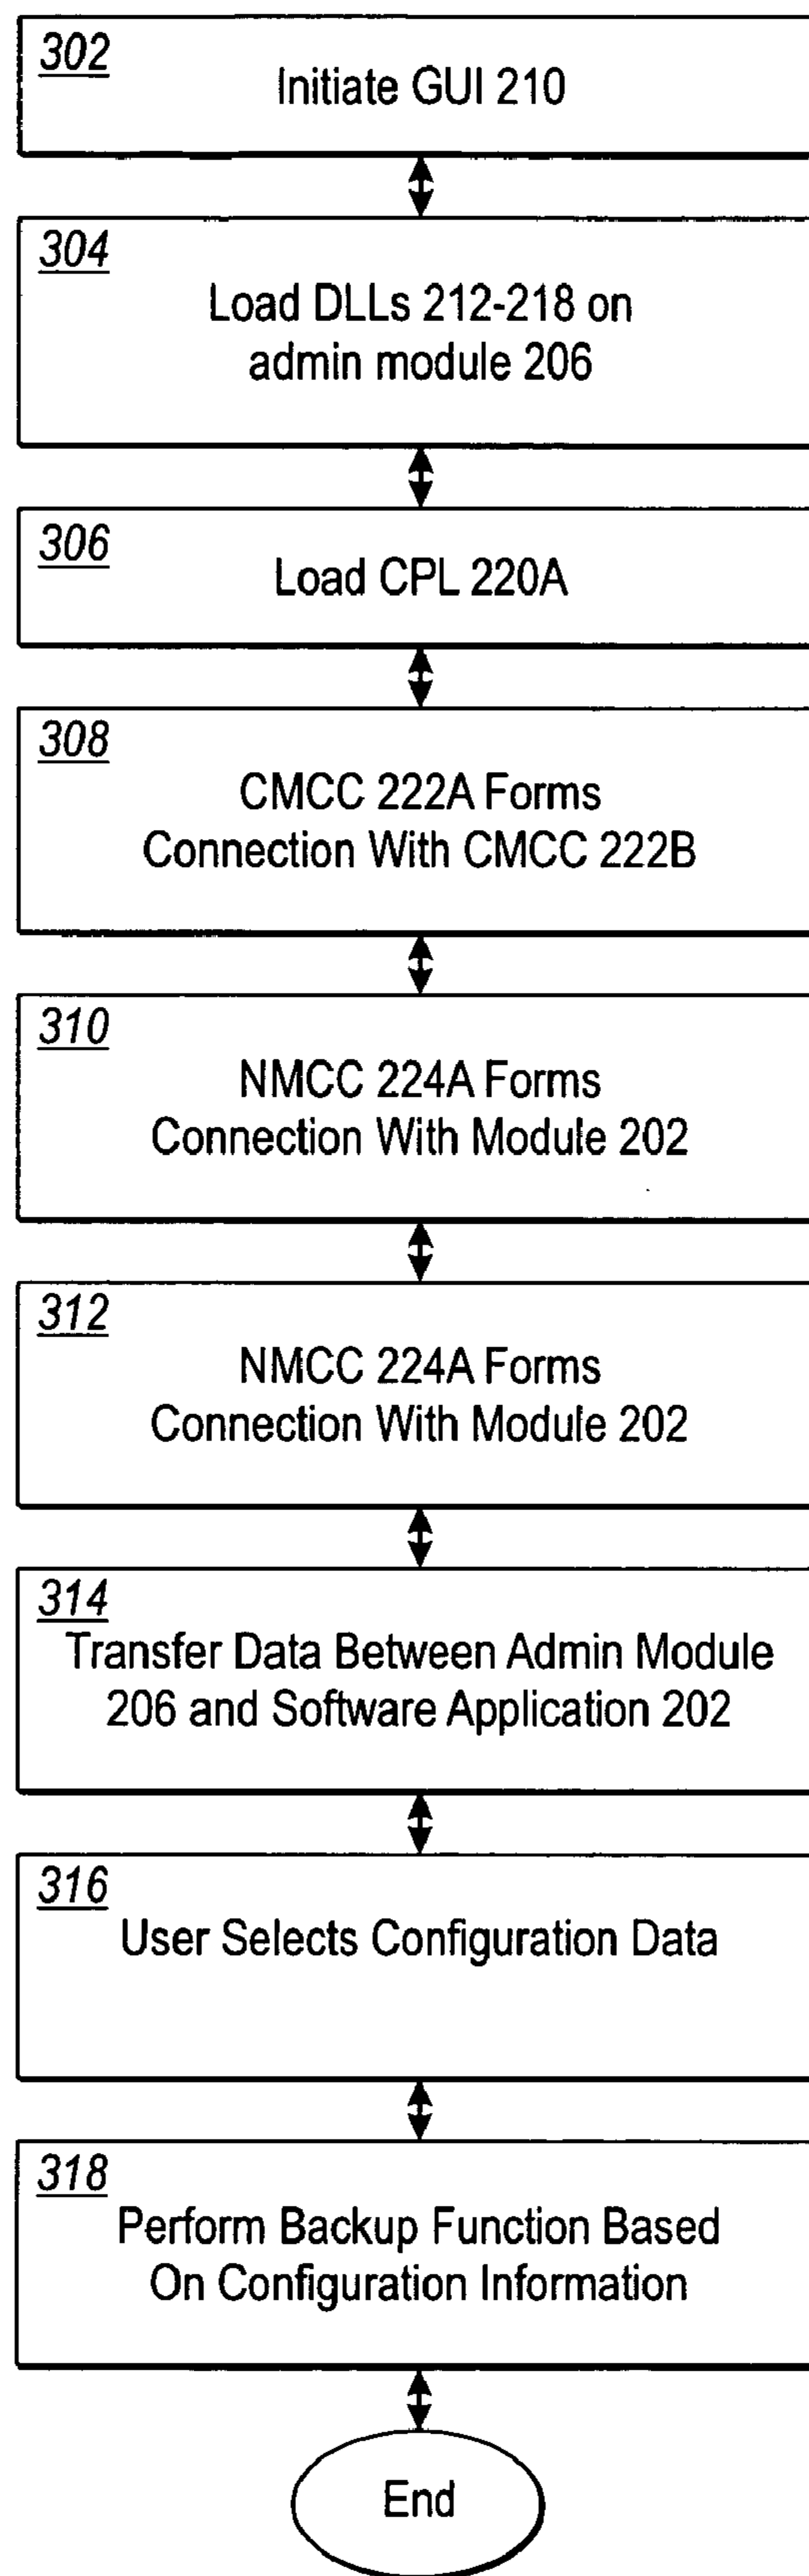 302
Initiate GUI 210
304
Load DLLs 212-218 on
admin module 206
306
Load CPL 220A
308
CMCC 222A Forms
Connection With CMCC 222B
310
NMCC 224A Forms
Connection With Module 202
312
NMCC 224A Forms
Connection With Module 202
314
Transfer Data Between Admin Module
206 and Software Application 202
316
User Selects Configuration Data
318
Perform Backup Function Based
On Configuration Information
End